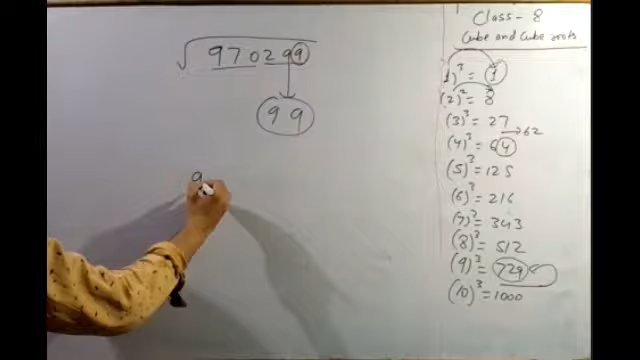 Class - 8
Cube and Cube roots
√970299
99
9
1)³ = 1
(2)³ = 8
(3)³ = 27
→ 62
(4)³ = 64
(5)³ = 125
(6)³ = 216
(7)³ = 343
(8)³ = 512
(9)³ = 729
(10)³ = 1000